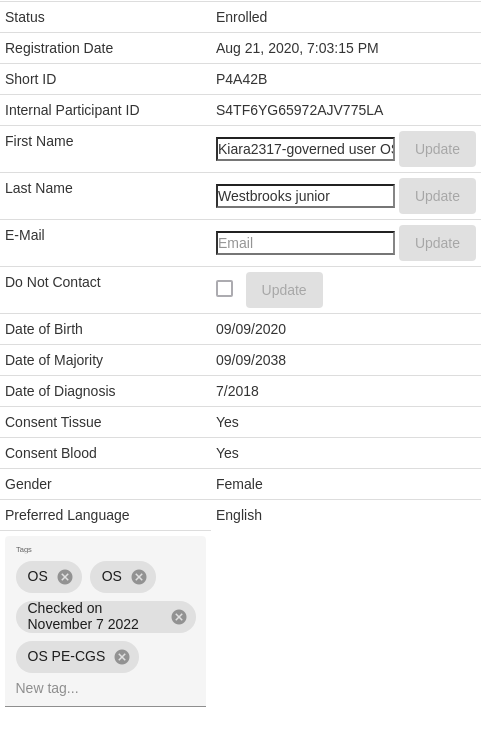 Status Enrolled
Registration Date Aug 21, 2020, 7:03:15 PM
Short ID P4A42B
Internal Participant ID S4TF6YG65972AJV775LA
First Name Kiara2317-governed user OS Update
Last Name Westbrooks junior Update
E-Mail Email Update
Do Not Contact Update
Date of Birth 09/09/2020
Date of Majority 09/09/2038
Date of Diagnosis 7/2018
Consent Tissue Yes
Consent Blood Yes
Gender Female
Preferred Language English
Tags
OS OS
Checked on
November 7 2022
OS PE-CGS
New tag...